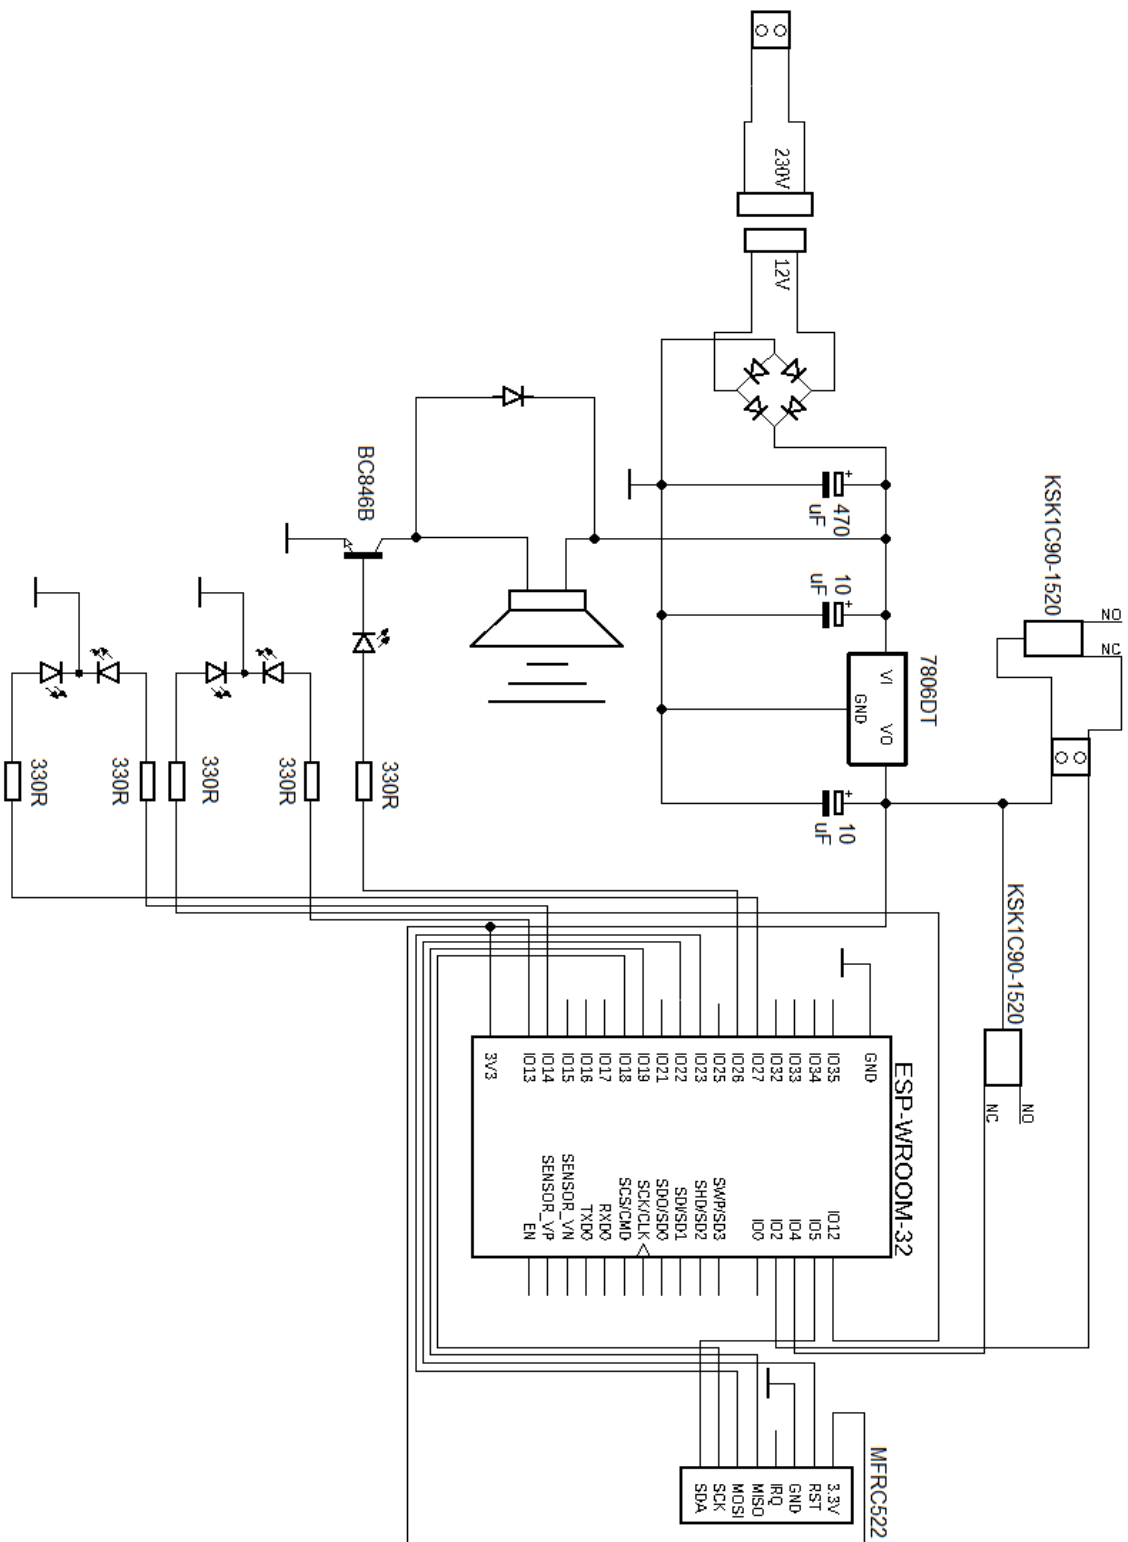 230V
12V
KSK1C90-1520
NO
NC
BC846B
470
uF
10
uF
7806DT
VI
GND
VO
10
uF
330R
330R
330R
330R
330R
KSK1C90-1520
NO
NC
ESP-WROOM-32
GND
IO35
IO34
IO33
IO32
IO27
IO26
IO25
IO23
IO22
IO21
IO19
IO18
IO17
IO16
IO15
IO14
IO13
3V3
IO12
IO5
IO4
IO2
IO0
SWP/SD3
SHD/SD2
SDI/SD1
SDO/SD0
SCK/CLK
SCS/CMD
RXD0
TXD0
SENSOR_VN
SENSOR_VP
EN
MFRC522
3.3V
RST
GND
IRQ
MISO
MOSI
SCK
SDA